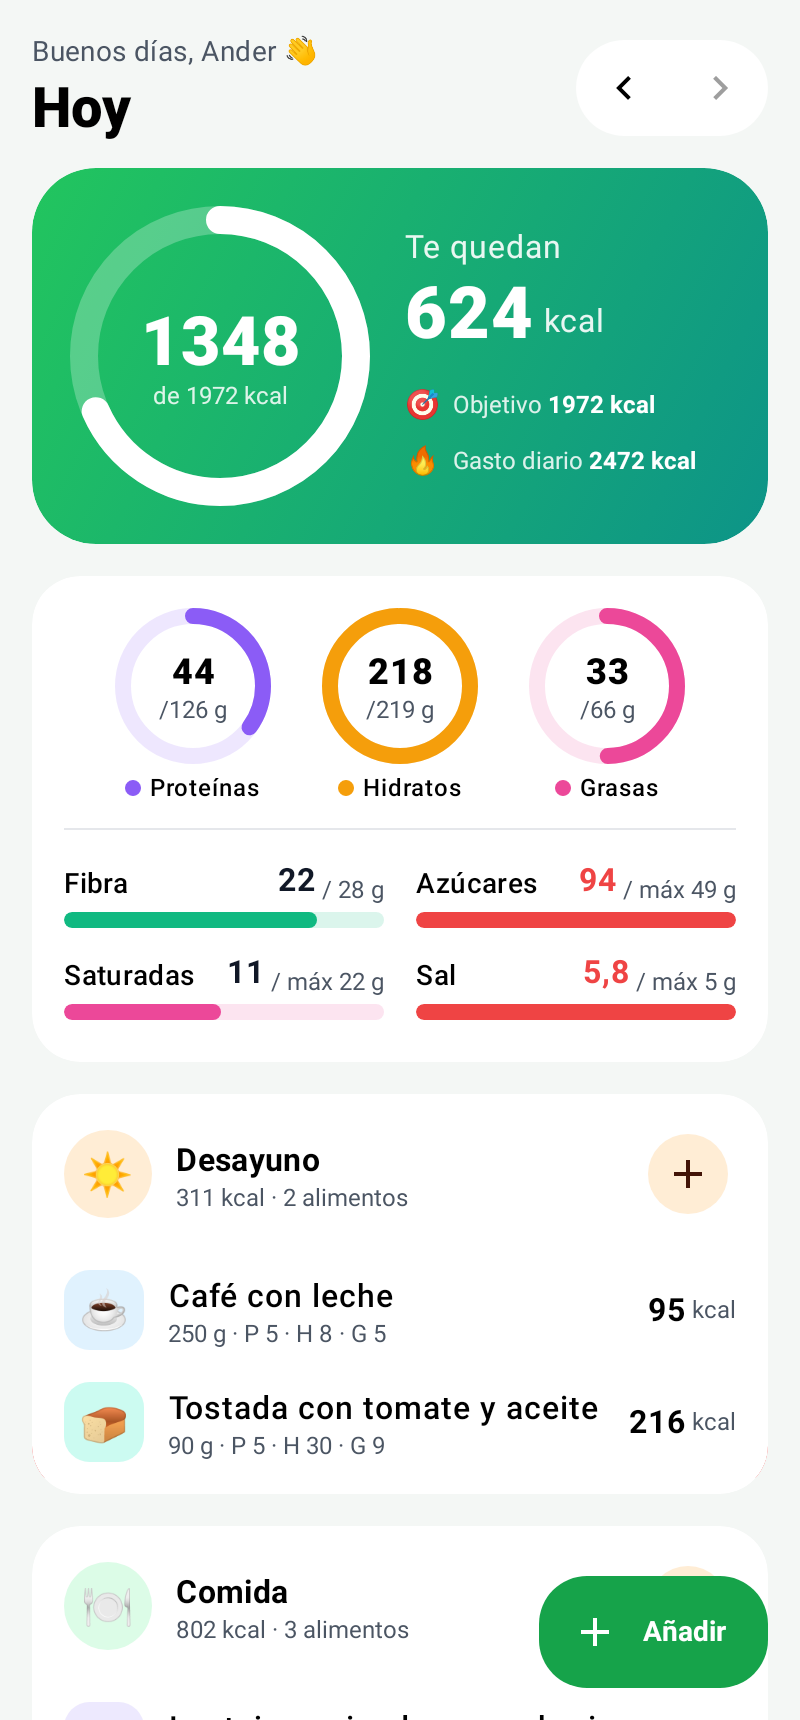 Buenos días, Ander 👋
Hoy
1348
de 1972 kcal
Te quedan
624 kcal
🎯 Objetivo 1972 kcal
🔥 Gasto diario 2472 kcal
44
/126 g
Proteínas
218
/219 g
Hidratos
33
/66 g
Grasas
Fibra 22 / 28 g
Azúcares 94 / máx 49 g
Saturadas 11 / máx 22 g
Sal 5,8 / máx 5 g
Desayuno
311 kcal · 2 alimentos
Café con leche
250 g · P 5 · H 8 · G 5
95 kcal
Tostada con tomate y aceite
90 g · P 5 · H 30 · G 9
216 kcal
Comida
802 kcal · 3 alimentos
Añadir